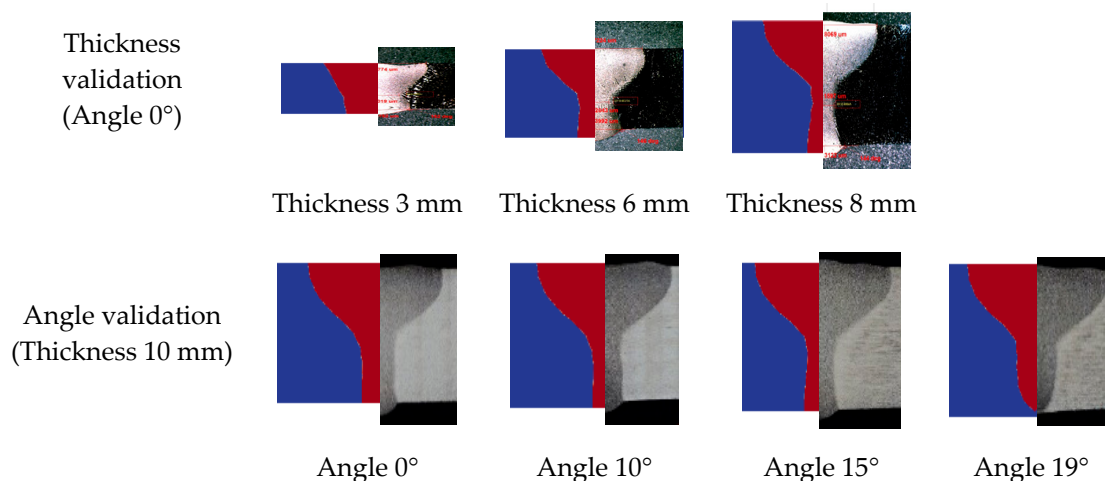 Thickness
validation
(Angle 0°)
Thickness 3 mm
Thickness 6 mm
Thickness 8 mm
Angle validation
(Thickness 10 mm)
Angle 0°
Angle 10°
Angle 15°
Angle 19°